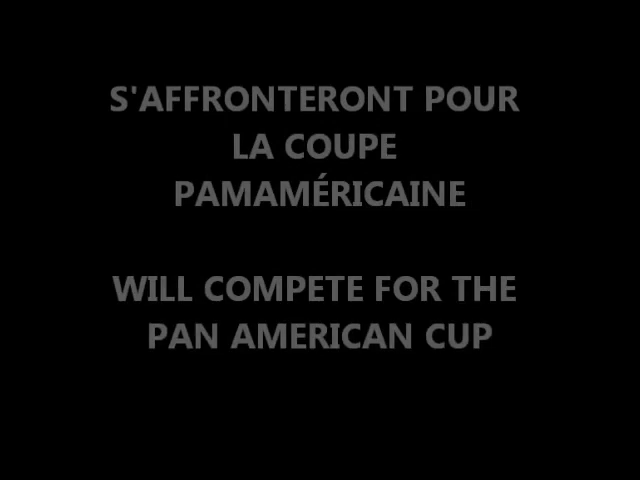 S'AFFRONTERONT POUR
LA COUPE
PAMAMÉRICAINE
WILL COMPETE FOR THE
PAN AMERICAN CUP